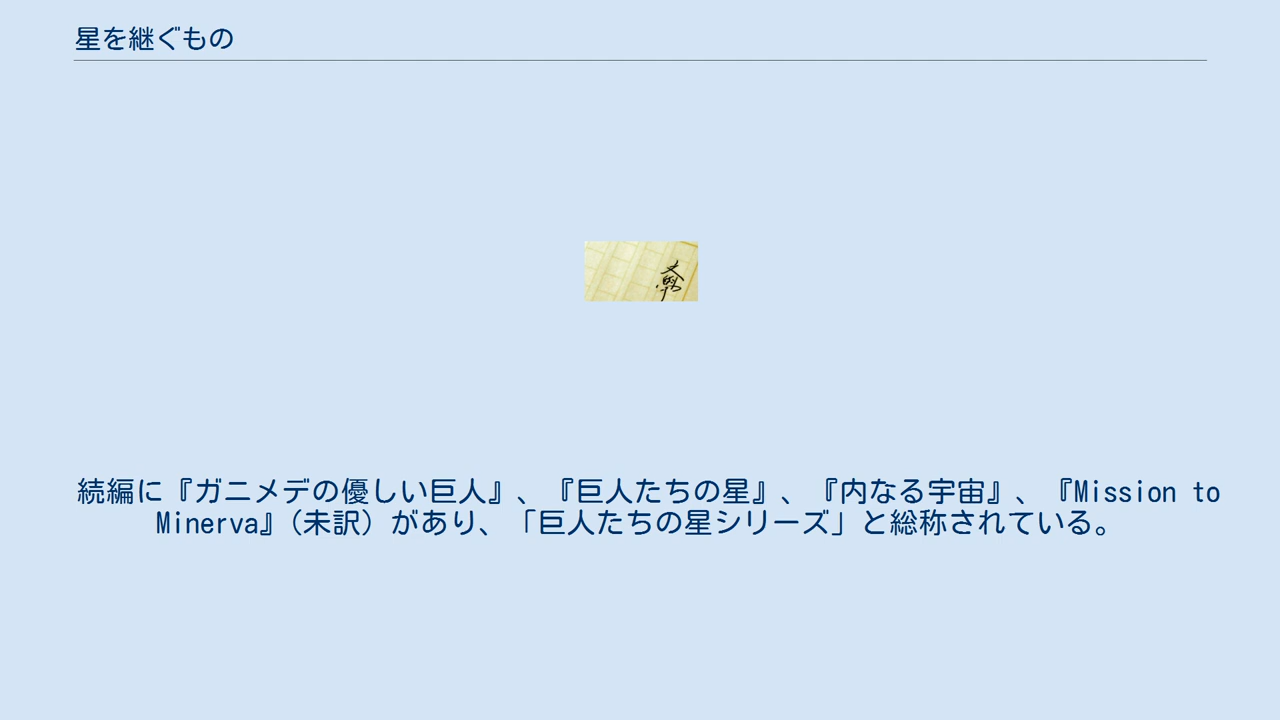 星を継ぐもの
続編に『ガニメデの優しい巨人』、『巨人たちの星』、『内なる宇宙』、『Mission to
Minerva』（未訳）があり、「巨人たちの星シリーズ」と総称されている。